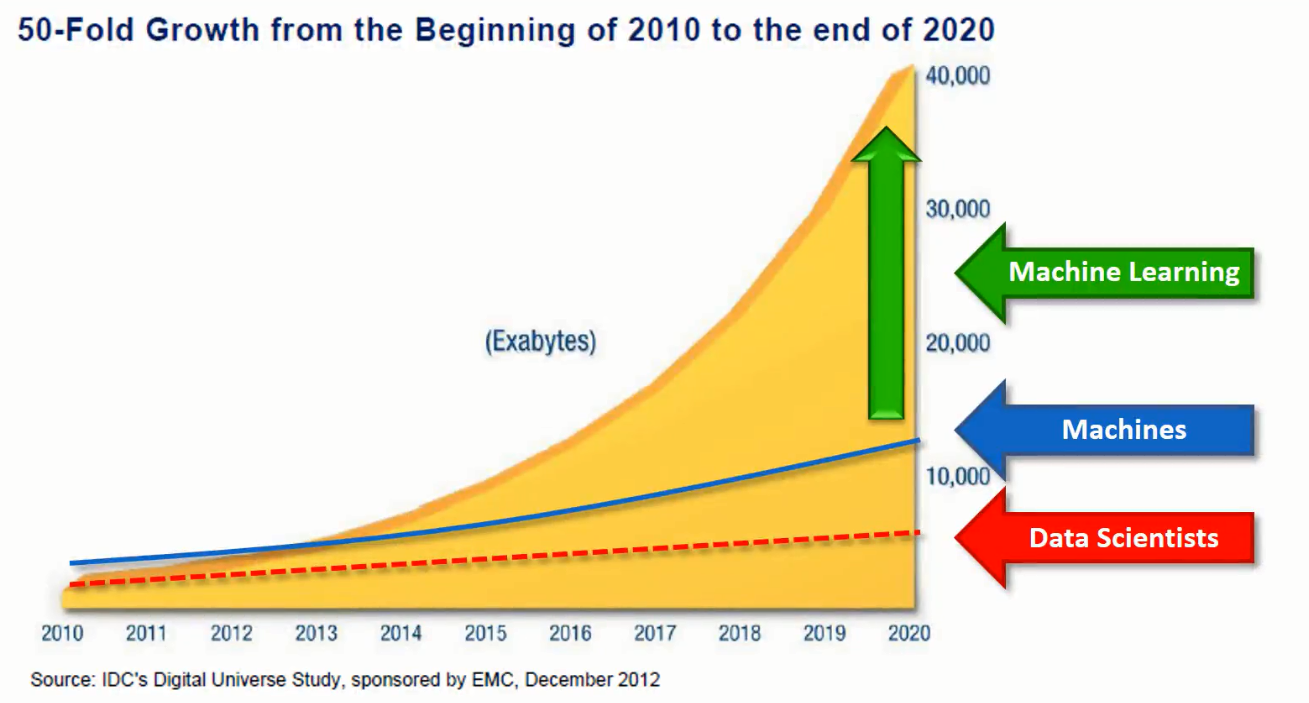 50-Fold Growth from the Beginning of 2010 to the end of 2020
40,000
30,000
Machine Learning
(Exabytes)
20,000
Machines
10,000
Data Scientists
2010 2011 2012 2013 2014 2015 2016 2017 2018 2019 2020
Source: IDC's Digital Universe Study, sponsored by EMC, December 2012